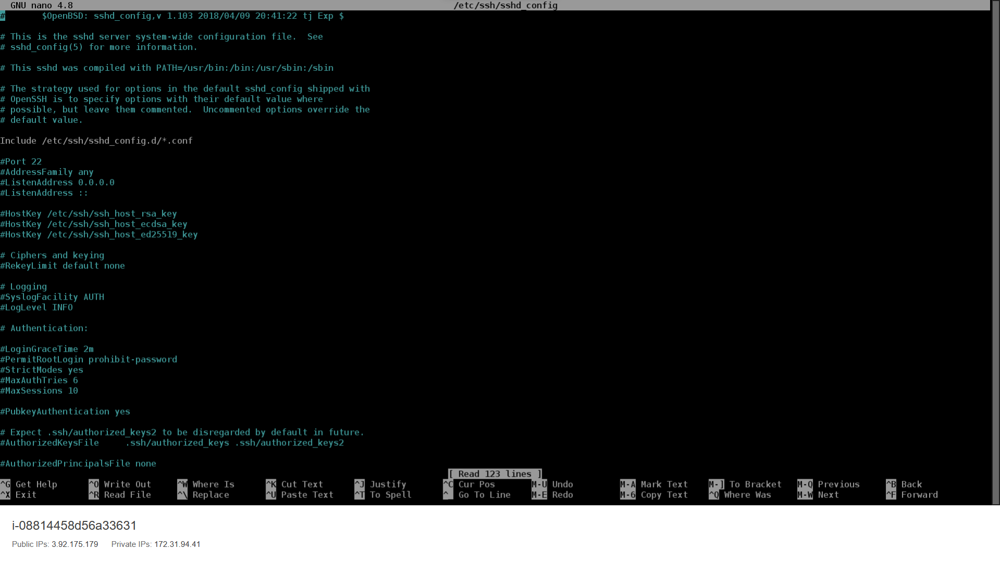 GNU nano 4.8 /etc/ssh/sshd_config
# $OpenBSD: sshd_config,v 1.103 2018/04/09 20:41:22 tj Exp $
# This is the sshd server system-wide configuration file. See
# sshd_config(5) for more information.
# This sshd was compiled with PATH=/usr/bin:/bin:/usr/sbin:/sbin
# The strategy used for options in the default sshd_config shipped with
# OpenSSH is to specify options with their default value where
# possible, but leave them commented. Uncommented options override the
# default value.
Include /etc/ssh/sshd_config.d/*.conf
#Port 22
#AddressFamily any
#ListenAddress 0.0.0.0
#ListenAddress ::
#HostKey /etc/ssh/ssh_host_rsa_key
#HostKey /etc/ssh/ssh_host_ecdsa_key
#HostKey /etc/ssh/ssh_host_ed25519_key
# Ciphers and keying
#RekeyLimit default none
# Logging
#SyslogFacility AUTH
#LogLevel INFO
# Authentication:
#LoginGraceTime 2m
#PermitRootLogin prohibit-password
#StrictModes yes
#MaxAuthTries 6
#MaxSessions 10
#PubkeyAuthentication yes
# Expect .ssh/authorized_keys2 to be disregarded by default in future.
#AuthorizedKeysFile .ssh/authorized_keys .ssh/authorized_keys2
#AuthorizedPrincipalsFile none
[ Read 123 lines ]
^G Get Help ^O Write Out ^W Where Is ^K Cut Text ^J Justify ^C Cur Pos M-U Undo M-A Mark Text M-] To Bracket M-Q Previous ^B Back
^X Exit ^R Read File ^\ Replace ^U Paste Text ^T To Spell ^_ Go To Line M-E Redo M-6 Copy Text ^Q Where Was M-W Next ^F Forward
i-08814458d56a33631
Public IPs: 3.92.175.179 Private IPs: 172.31.94.41